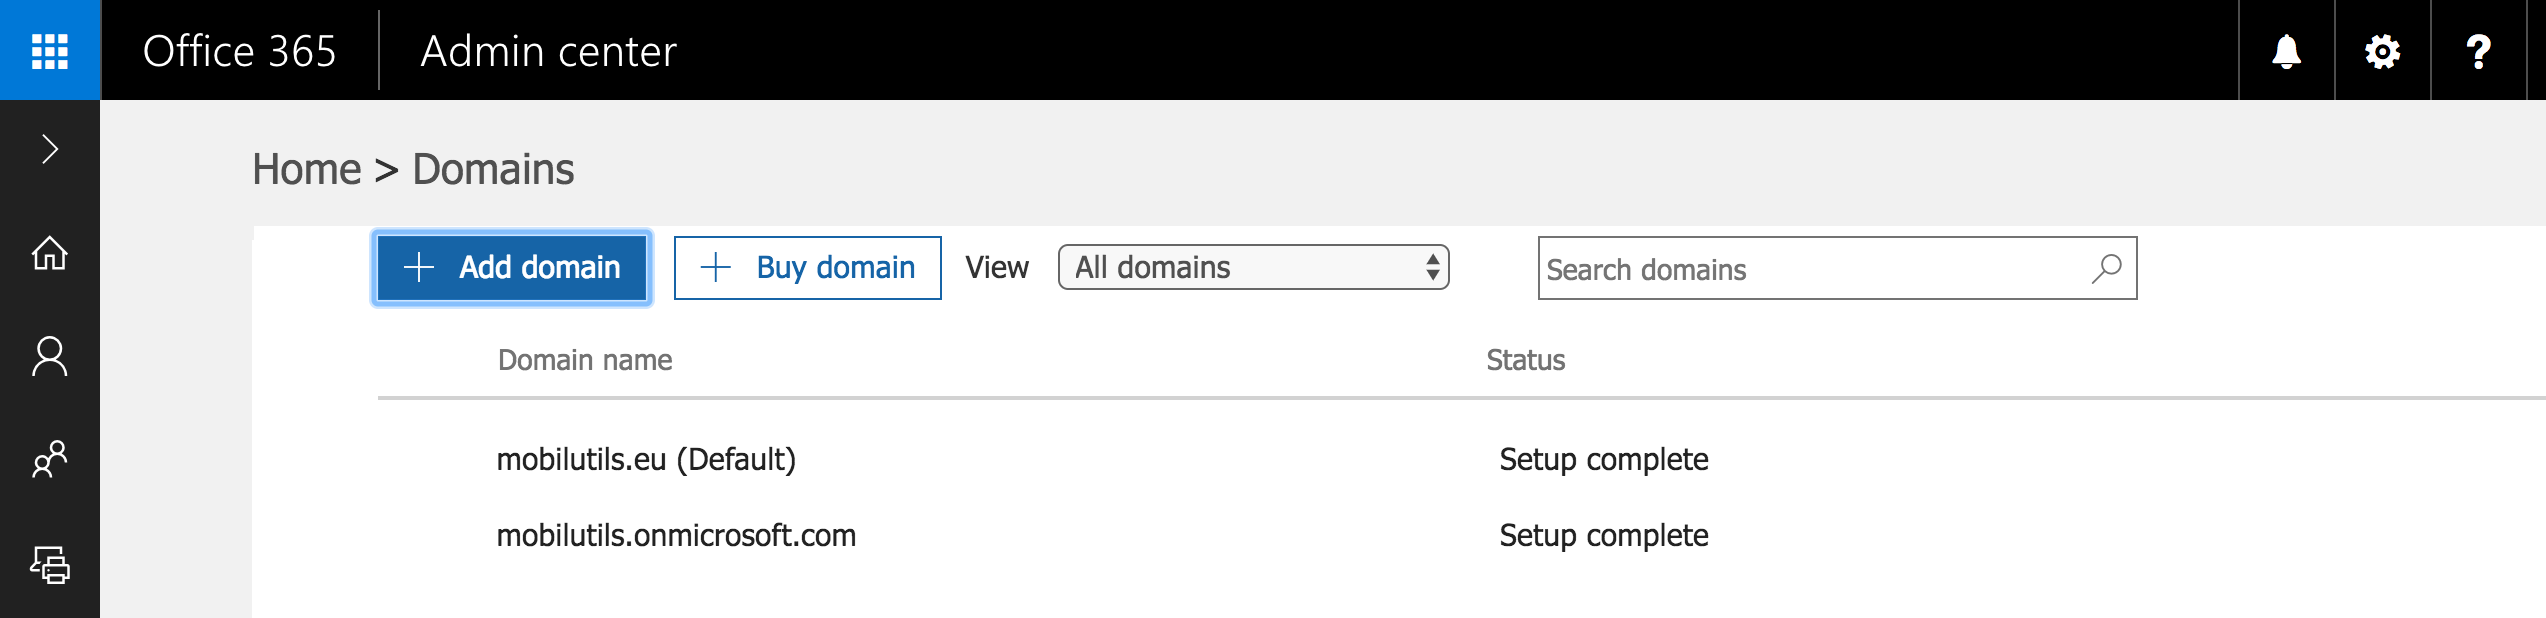 Office 365 Admin center
Home > Domains
+ Add domain + Buy domain View All domains Search domains
Domain name Status
mobilutils.eu (Default) Setup complete
mobilutils.onmicrosoft.com Setup complete